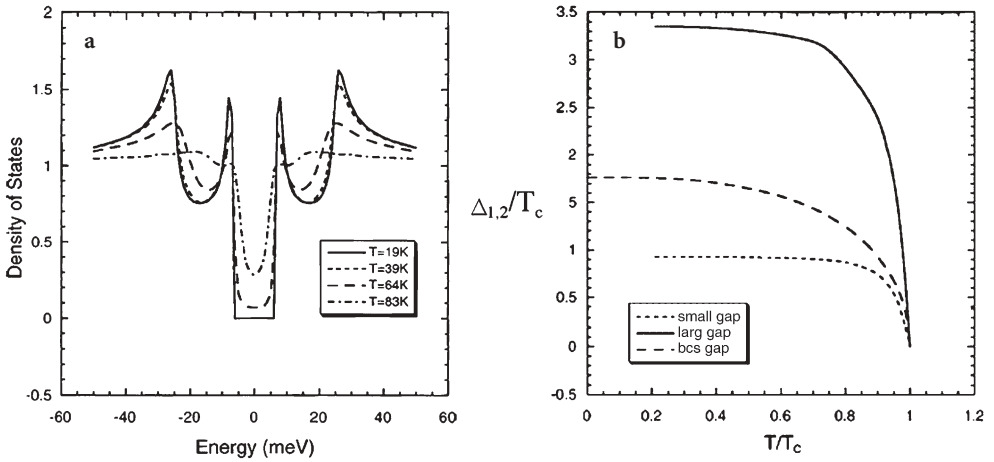 a
Density of States
2
1.5
1
0.5
0
-0.5
-60
-40
-20
0
20
40
60
Energy (meV)
T=19K
T=39K
T=64K
T=83K
b
Δ1,2/Tc
3.5
3
3.5
2
5
1
3.5
0
-0.5
0
0.2
0.4
0.6
0.8
1
1.2
T/Tc
small gap
larg gap
bcs gap